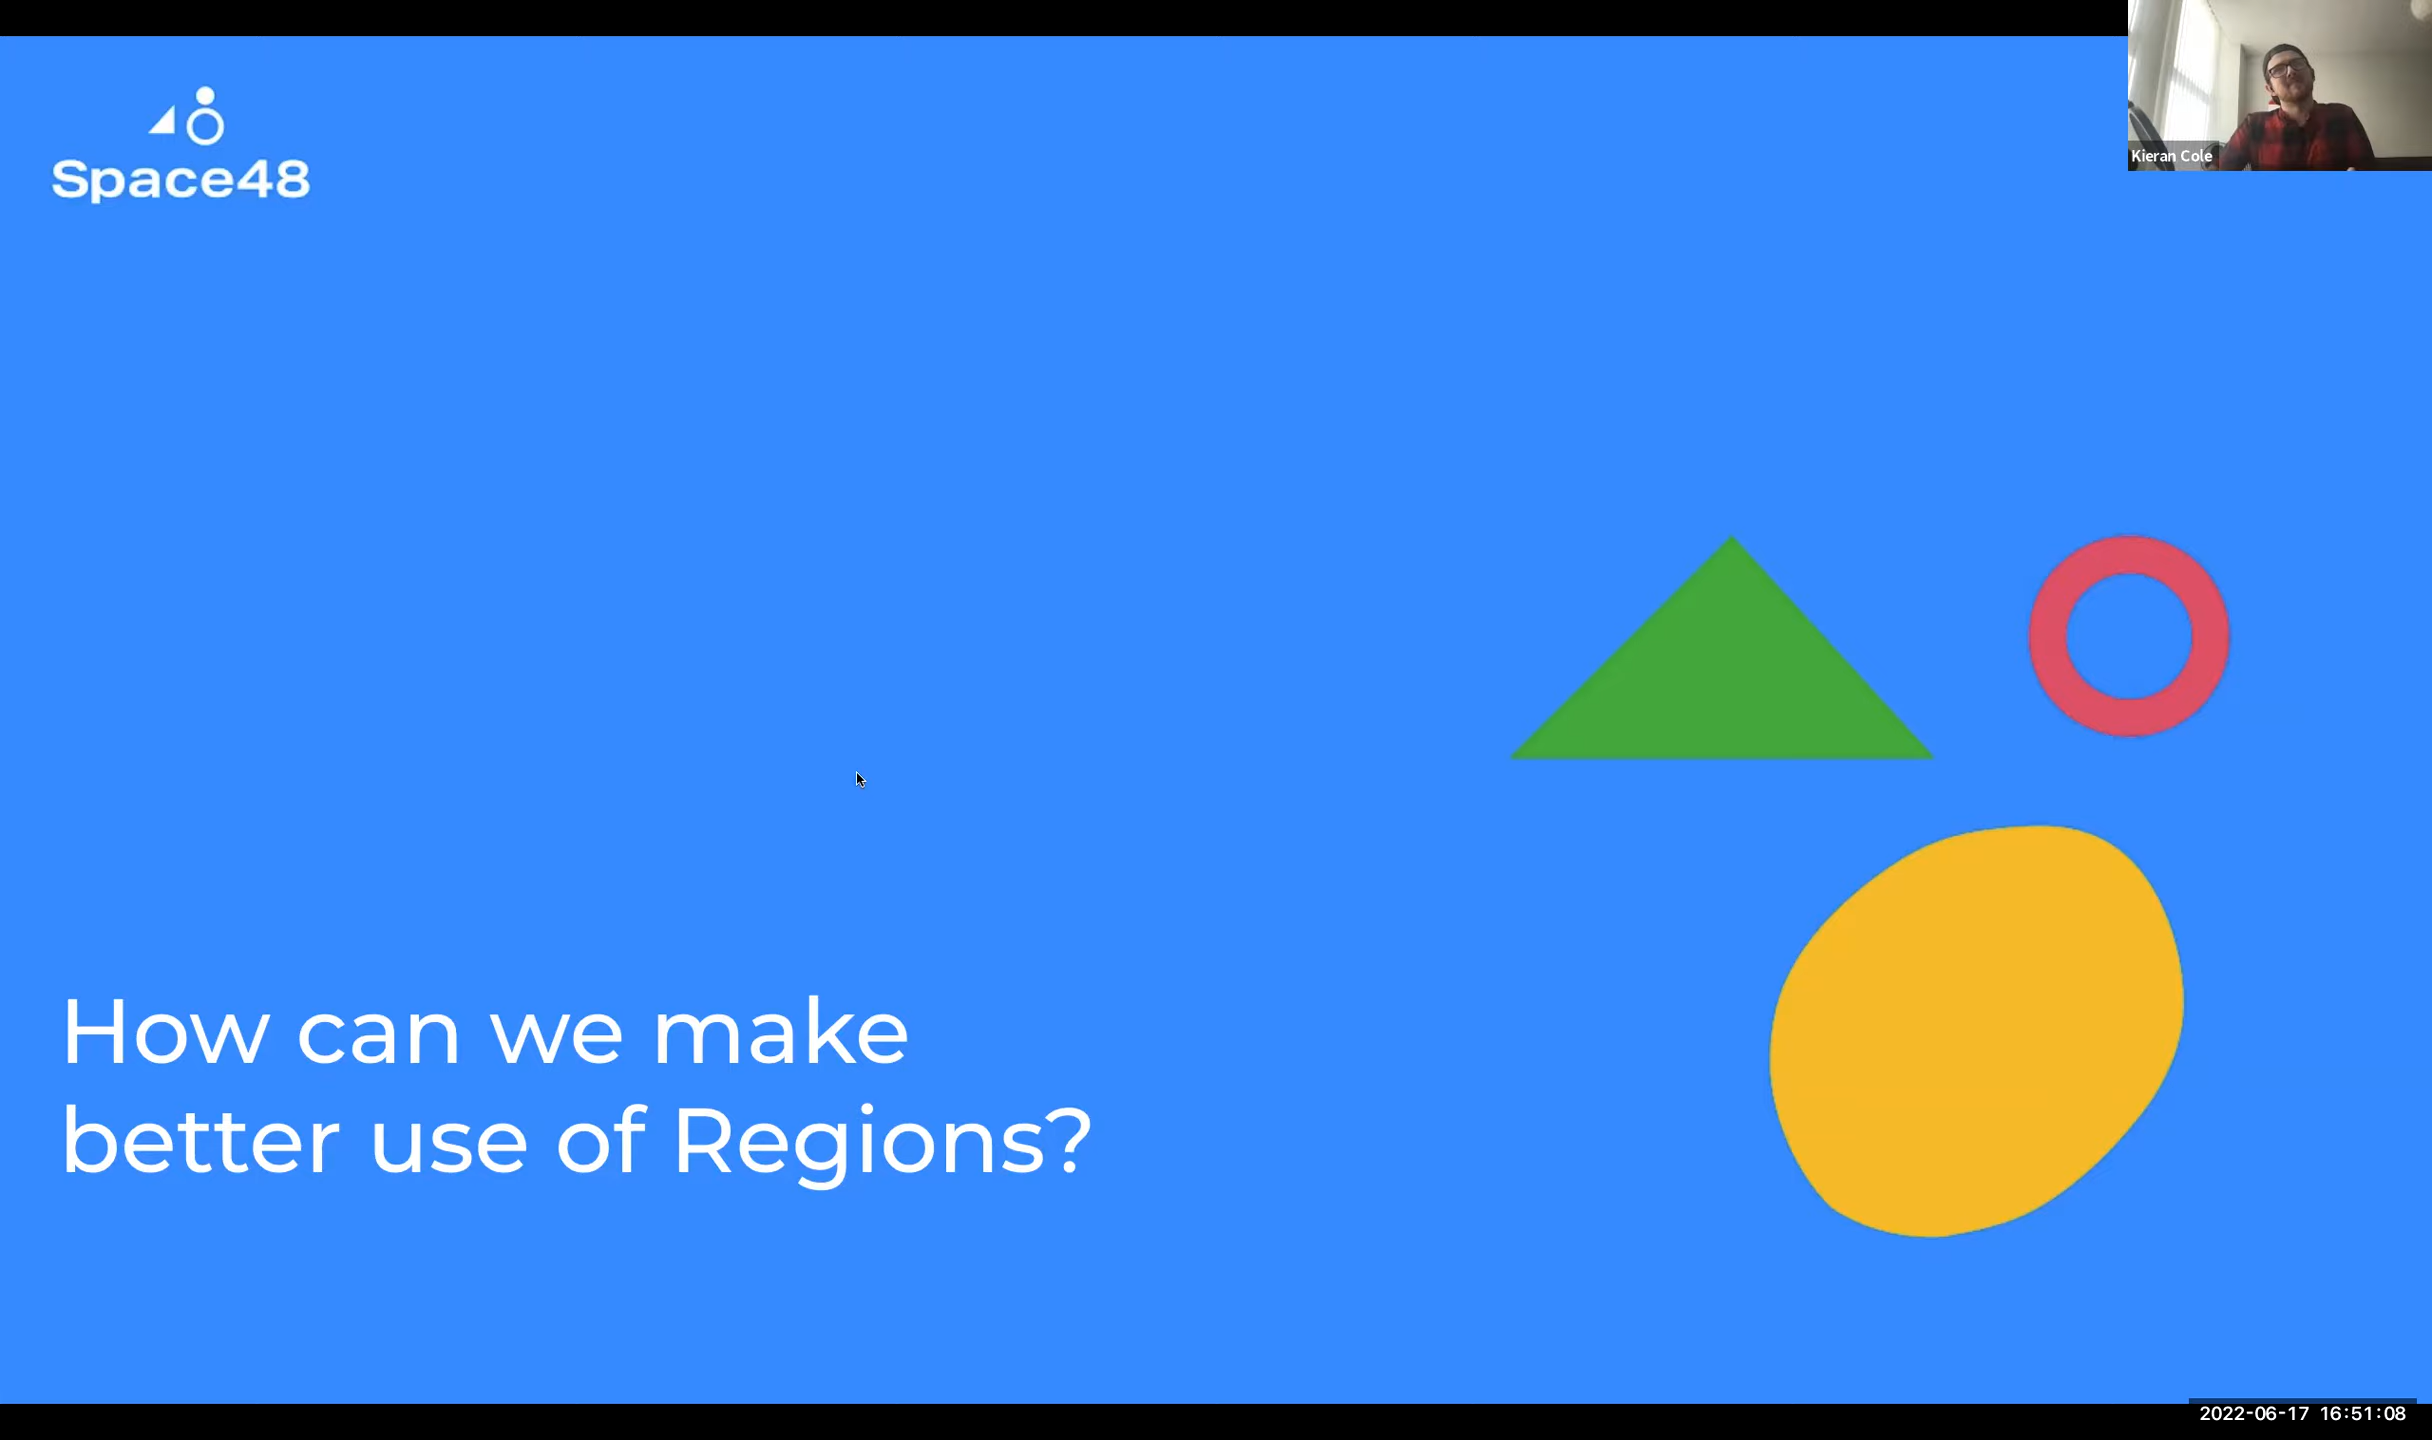 Space48
Kieran Cole
How can we make
better use of Regions?
2022-06-17 16:51:08